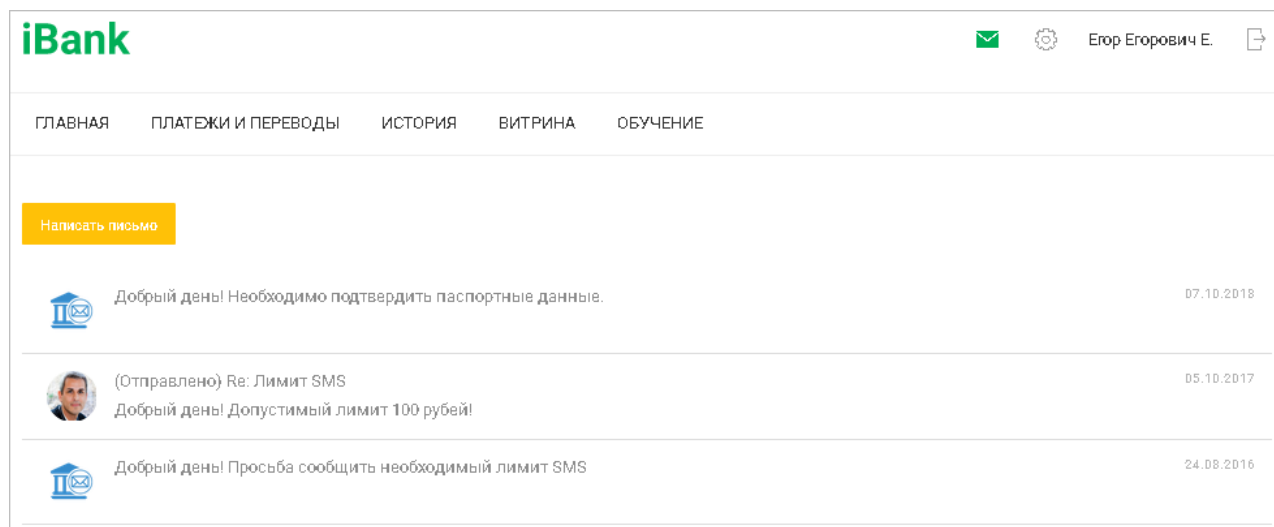 iBank
Егор Егорович Е.
ГЛАВНАЯ ПЛАТЕЖИ И ПЕРЕВОДЫ ИСТОРИЯ ВИТРИНА ОБУЧЕНИЕ
Написать письмо
Добрый день! Необходимо подтвердить паспортные данные. 07.10.2018
(Отправлено) Re: Лимит SMS 05.10.2017
Добрый день! Допустимый лимит 100 рублей!
Добрый день! Просьба сообщить необходимый лимит SMS 24.08.2016